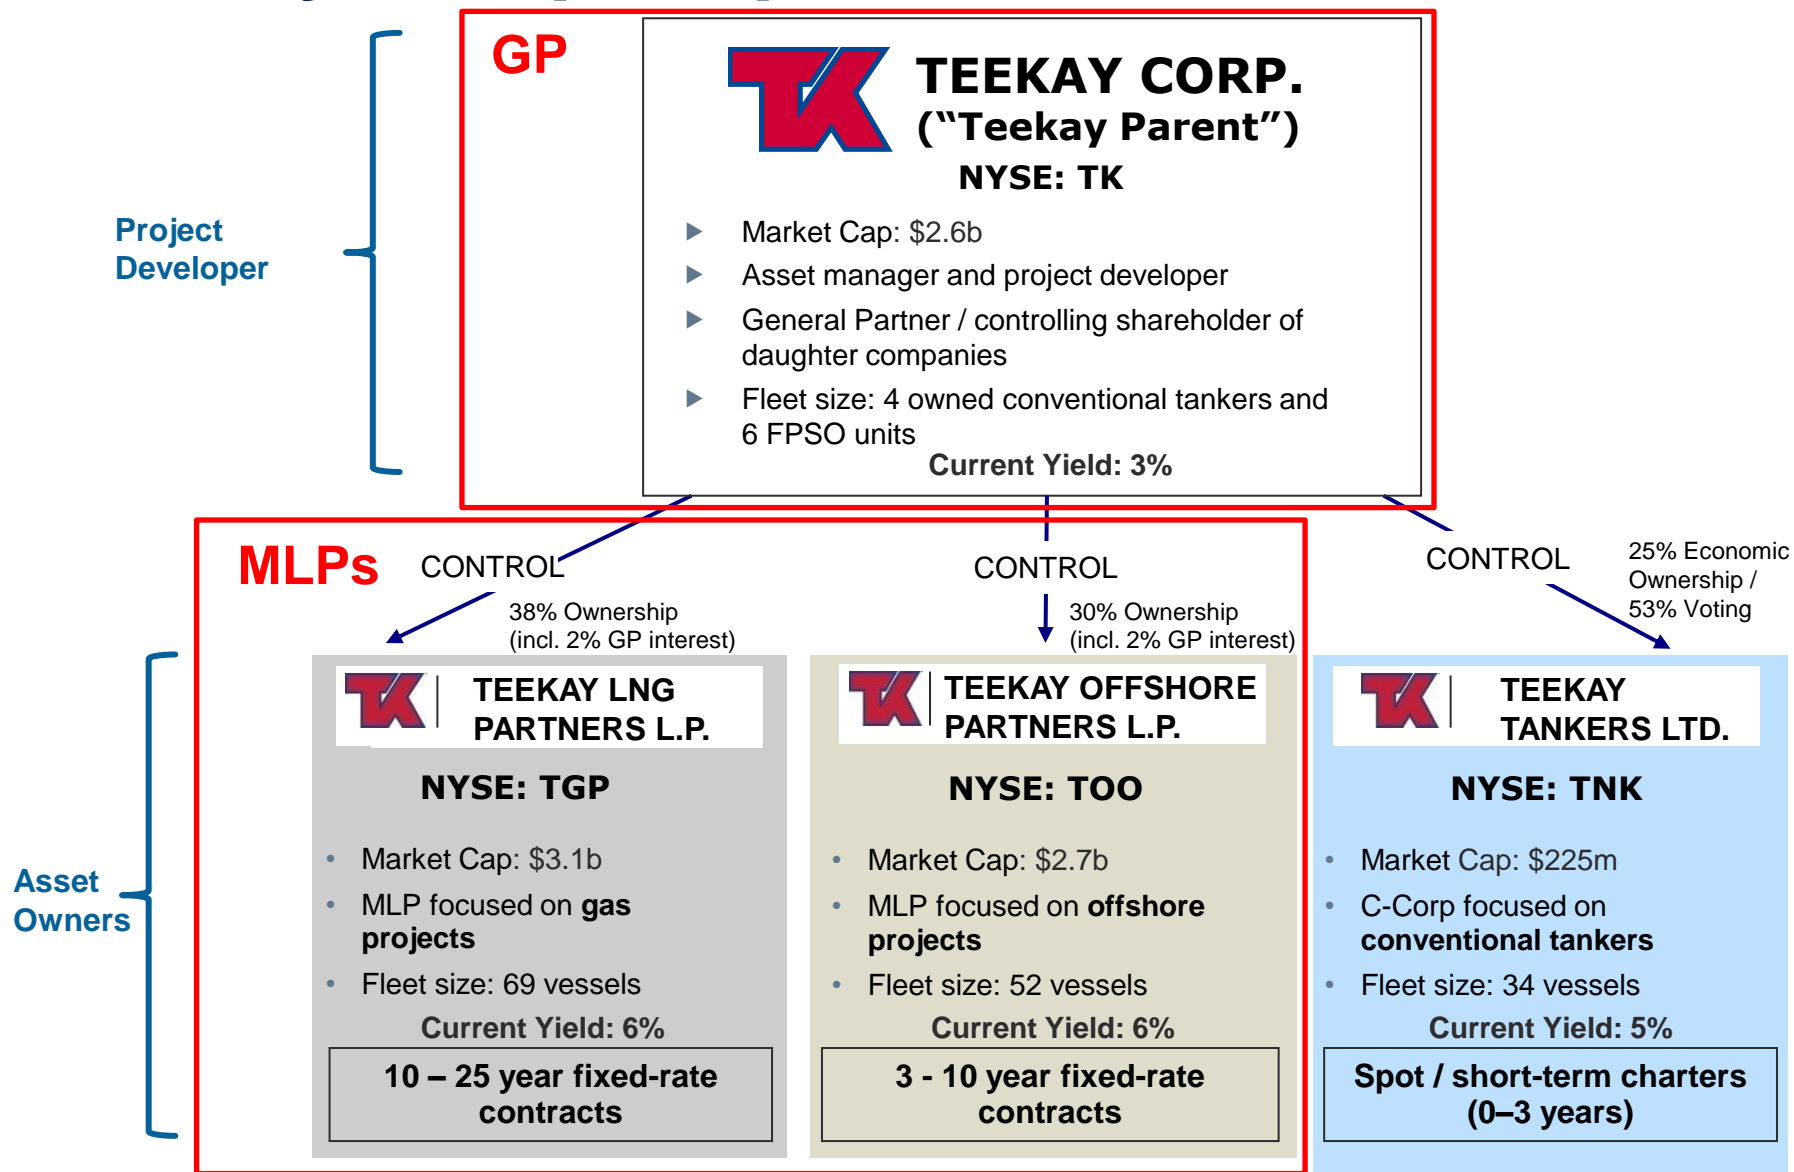 GP
TEEKAY CORP.
(“Teekay Parent”)
NYSE: TK
Project
Developer
Market Cap: $2.6b
Asset manager and project developer
General Partner / controlling shareholder of
daughter companies
Fleet size: 4 owned conventional tankers and
6 FPSO units
Current Yield: 3%
MLPs
CONTROL
CONTROL
CONTROL
38% Ownership
(incl. 2% GP interest)
30% Ownership
(incl. 2% GP interest)
25% Economic
Ownership /
53% Voting
Asset
Owners
TK
TEEKAY LNG
PARTNERS L.P.
NYSE: TGP
• Market Cap: $3.1b
• MLP focused on gas
projects
• Fleet size: 69 vessels
Current Yield: 6%
10 – 25 year fixed-rate
contracts
TK
TEEKAY OFFSHORE
PARTNERS L.P.
NYSE: TOO
• Market Cap: $2.7b
• MLP focused on offshore
projects
• Fleet size: 52 vessels
Current Yield: 6%
3 - 10 year fixed-rate
contracts
TK
TEEKAY
TANKERS LTD.
NYSE: TNK
• Market Cap: $225m
• C-Corp focused on
conventional tankers
• Fleet size: 34 vessels
Current Yield: 5%
Spot / short-term charters
(0–3 years)